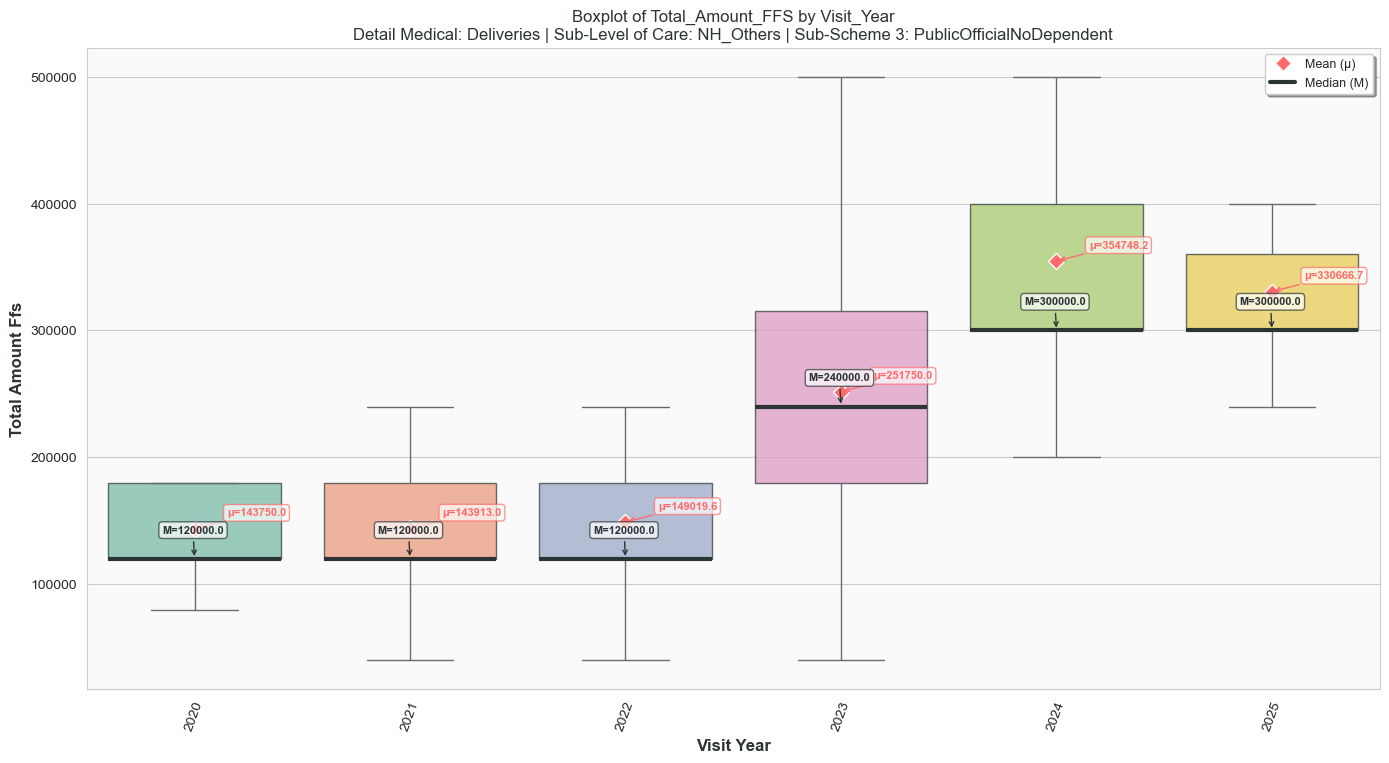 Boxplot of Total_Amount_FFS by Visit_Year
Detail Medical: Deliveries | Sub-Level of Care: NH_Others | Sub-Scheme 3: PublicOfficialNoDependent
Mean (μ)
Median (M)
Total Amount Ffs
500000
400000
300000
200000
100000
μ=143750.0
M=120000.0
μ=143913.0
M=120000.0
μ=149019.6
M=120000.0
M=240000.0
μ=251750.0
μ=354748.2
M=300000.0
μ=330666.7
M=300000.0
2020
2021
2022
2023
2024
2025
Visit Year